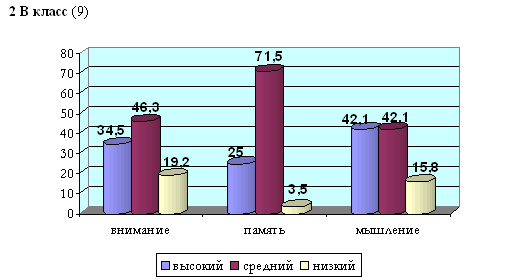 2 В класс (9)
80
70
60
50
40
30
20
10
0
34,5 46,3 19,2 25 71,5 3,5 42,1 42,1 15,8
внимание память мышление
высокий средний низкий